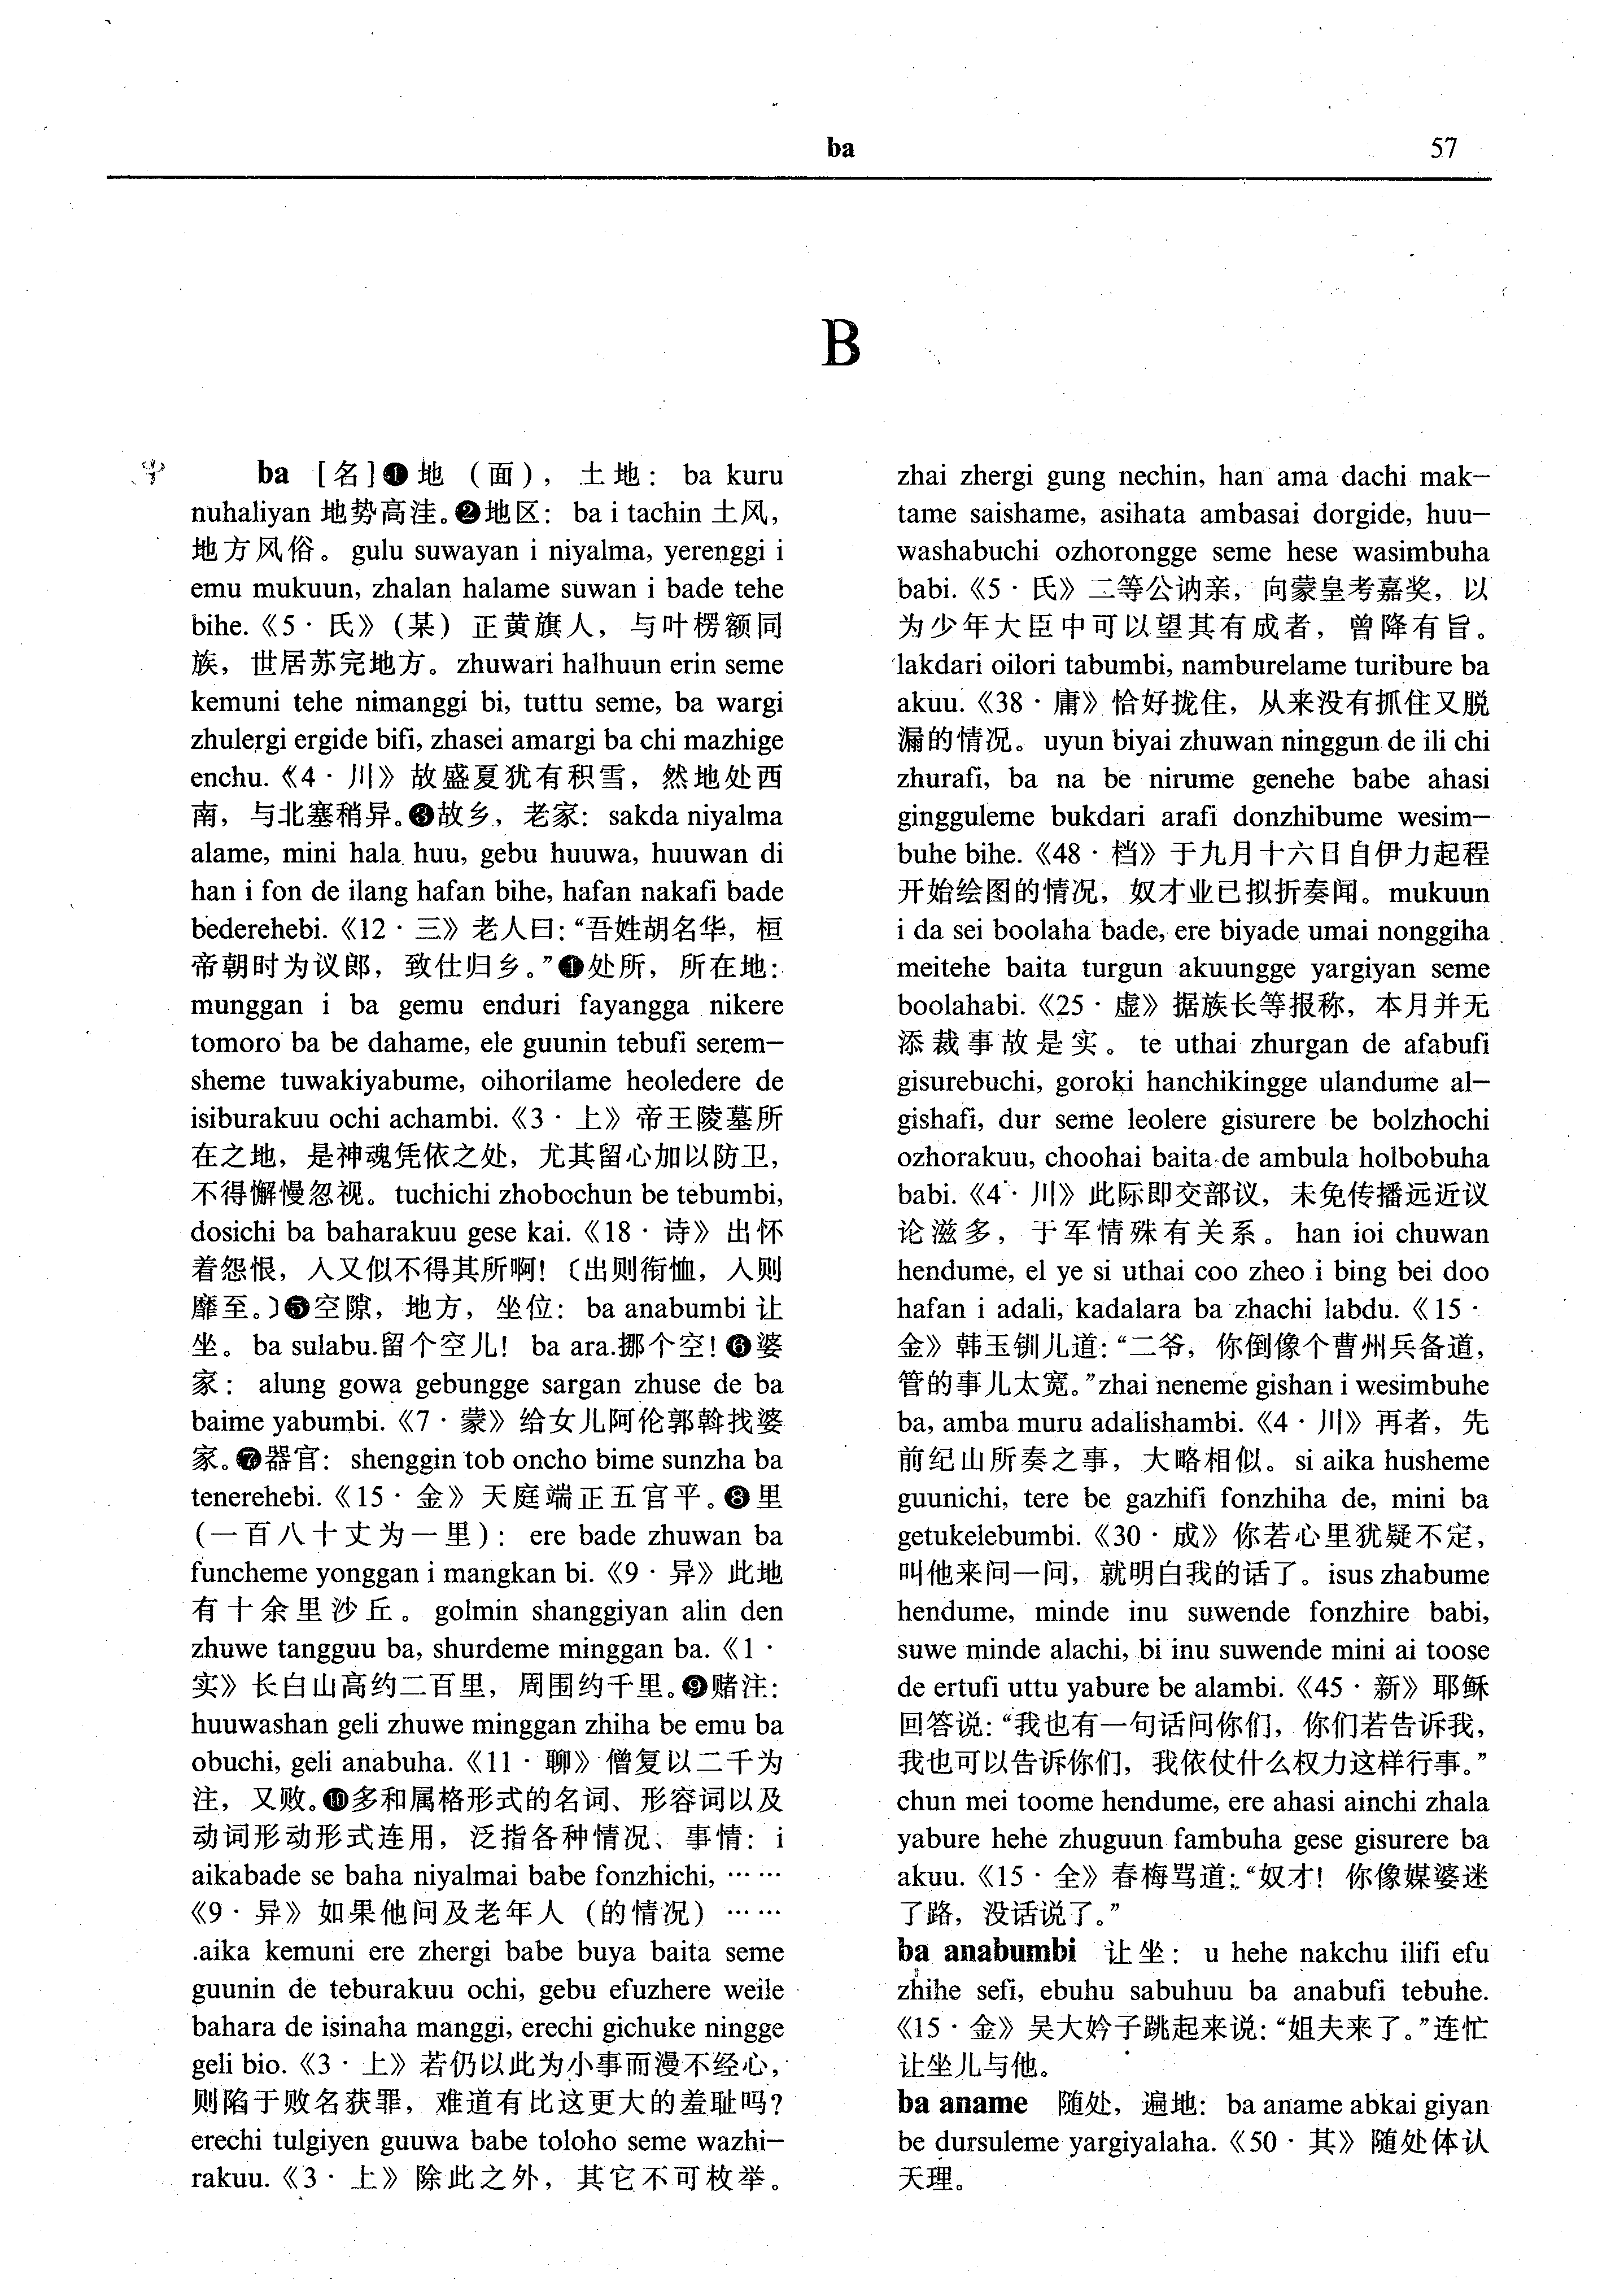 ba
57
B
ba [名]❶地（面），土地：ba kuru
nuhaliyan 地势高洼。❷地区：ba i tachin 土风，
地方风俗。gulu suwayan i niyalma, yerenggi i
emu mukuun, zhalan halame suwan i bade tehe
bihe.《5·氏》（某）正黄旗人，与叶楞额同
族，世居苏完地方。zhuwari halhuun erin seme
kemuni tehe nimanggi bi, tuttu seme, ba wargi
zhulergi ergide bifi, zhasei amargi ba chi mazhige
enchu.《4·川》故盛夏犹有积雪，然地处西
南，与北塞稍异。❸故乡，老家：sakda niyalma
alame, mini hala huu, gebu huuwa, huuwan di
han i fon de ilang hafan bihe, hafan nakafi bade
bederehebi.《12·三》老人曰：“吾姓胡名华，桓
帝朝时为议郎，致仕归乡。”❹处所，所在地：
munggan i ba gemu enduri fayangga nikere
tomoro ba be dahame, ele guunin tebufi serem-
sheme tuwakiyabume, oihorilame heoledere de
isiburakuu ochi achambi.《3·上》帝王陵墓所
在之地，是神魂凭依之处，尤其留心加以防卫，
不得懈慢忽视。tuchichi zhobochun be tebumbi,
dosichi ba baharakuu gese kai.《18·诗》出怀
着怨恨，入又似不得其所啊！〔出则衔恤，入则
靡至。〕❺空隙，地方，坐位：ba anabumbi 让
坐。ba sulabu.留个空儿！ba ara.挪个空！❻婆
家：alung gowa gebungge sargan zhuse de ba
baime yabumbi.《7·蒙》给女儿阿伦郭斡找婆
家。❼器官：shenggin tob oncho bime sunzha ba
tenerehebi.《15·金》天庭端正五官平。❽里
（一百八十丈为一里）：ere bade zhuwan ba
funcheme yonggan i mangkan bi.《9·异》此地
有十余里沙丘。golmin shanggiyan alin den
zhuwe tangguu ba, shurdeme minggan ba.《1·
实》长白山高约二百里，周围约千里。❾赌注：
huuwashan geli zhuwe minggan zhiha be emu ba
obuchi, geli anabuha.《11·聊》僧复以二千为
注，又败。❿多和属格形式的名词、形容词以及
动词形动形式连用，泛指各种情况、事情：i
aikabade se baha niyalmai babe fonzhichi, ……
《9·异》如果他问及老年人（的情况）……
.aika kemuni ere zhergi babe buya baita seme
guunin de teburakuu ochi, gebu efuzhere weile
bahara de isinaha manggi, erechi gichuke ningge
geli bio.《3·上》若仍以此为小事而漫不经心，
则陷于败名获罪，难道有比这更大的羞耻吗？
erechi tulgiyen guuwa babe toloho seme wazhi-
rakuu.《3·上》除此之外，其它不可枚举。
zhai zhergi gung nechin, han ama dachi mak-
tame saishame, asihata ambasai dorgide, huu-
washabuchi ozhorongge seme hese wasimbuha
babi.《5·氏》二等公讷亲，向蒙皇考嘉奖，以
为少年大臣中可以望其有成者，曾降有旨。
lakdari oilori tabumbi, namburelame turibure ba
akuu.《38·庸》恰好拢住，从来没有抓住又脱
漏的情况。uyun biyai zhuwan ninggun de ili chi
zhurafi, ba na be nirume genehe babe ahasi
gingguleme bukdari arafi donzhibume wesim-
buhe bihe.《48·档》于九月十六日自伊力起程
开始绘图的情况，奴才业已拟折奏闻。mukuun
i da sei boolaha bade, ere biyade umai nonggiha
meitehe baita turgun akuungge yargiyan seme
boolahabi.《25·虚》据族长等报称，本月并无
添裁事故是实。te uthai zhurgan de afabufi
gisurebuchi, goroki hanchikingge ulandume al-
gishafi, dur seme leolere gisurere be bolzhochi
ozhorakuu, choohai baita de ambula holbobuha
babi.《4·川》此际即交部议，未免传播远近议
论滋多，于军情殊有关系。han ioi chuwan
hendume, el ye si uthai coo zheo i bing bei doo
hafan i adali, kadalara ba zhachi labdu.《15·
金》韩玉钏儿道：“二爷，你倒像个曹州兵备道，
管的事儿太宽。”zhai neneme gishan i wesimbuhe
ba, amba muru adalishambi.《4·川》再者，先
前纪山所奏之事，大略相似。si aika husheme
guunichi, tere be gazhifi fonzhiha de, mini ba
getukelebumbi.《30·成》你若心里犹疑不定，
叫他来问一问，就明白我的话了。isus zhabume
hendume, minde inu suwende fonzhire babi,
suwe minde alachi, bi inu suwende mini ai toose
de ertufi uttu yabure be alambi.《45·新》耶稣
回答说：“我也有一句话问你们，你们若告诉我，
我也可以告诉你们，我依仗什么权力这样行事。”
chun mei toome hendume, ere ahasi ainchi zhala
yabure hehe zhuguun fambuha gese gisurere ba
akuu.《15·全》春梅骂道：“奴才！你像媒婆迷
了路，没话说了。”
ba anabumbi 让坐：u hehe nakchu ilifi efu
zhihe sefi, ebuhu sabuhuu ba anabufi tebuhe.
《15·金》吴大妗子跳起来说：“姐夫来了。”连忙
让坐儿与他。
ba aname 随处，遍地：ba aname abkai giyan
be dursuleme yargiyalaha.《50·其》随处体认
天理。